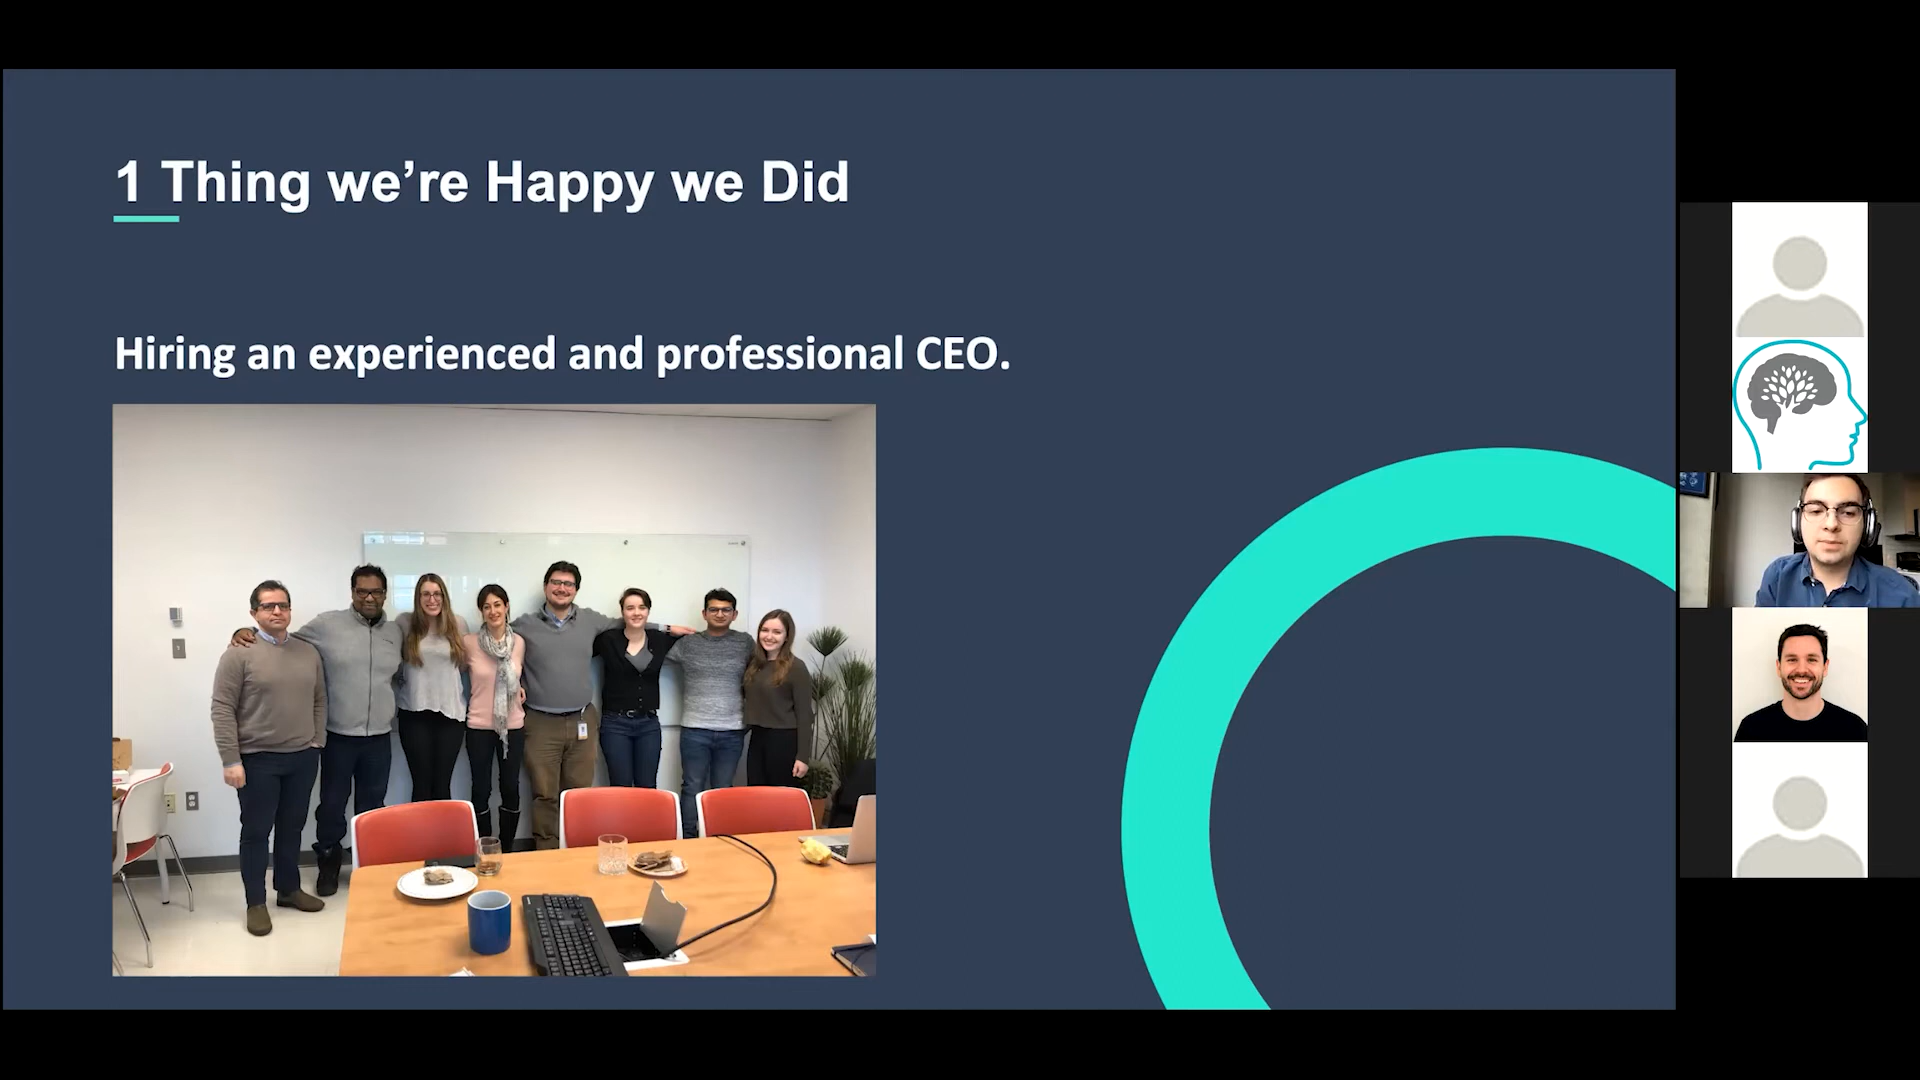 1 Thing we’re Happy we Did
Hiring an experienced and professional CEO.